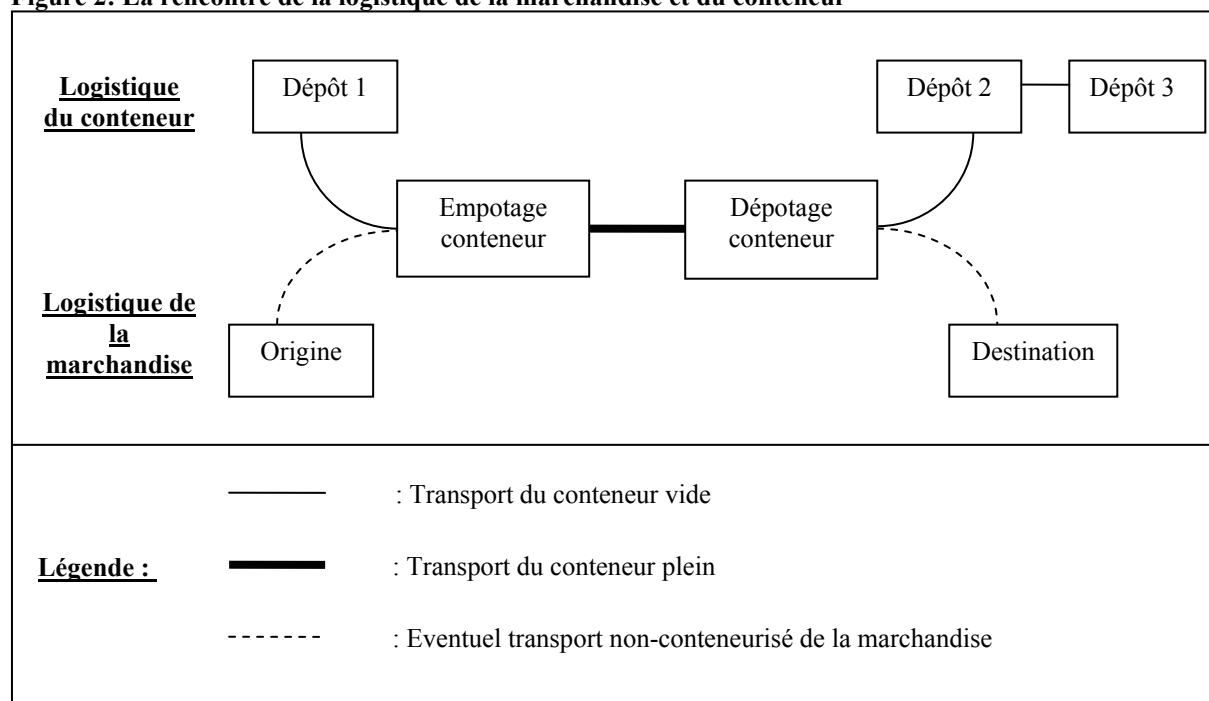 Figure 2: La rencontre de la logistique de la marchandise et du conteneur
Logistique
du conteneur
Dépôt 1
Dépôt 2
Dépôt 3
Empotage
conteneur
Dépotage
conteneur
Logistique de
la
marchandise
Origine
Destination
: Transport du conteneur vide
Légende :
: Transport du conteneur plein
: Eventuel transport non-conteneurisé de la marchandise